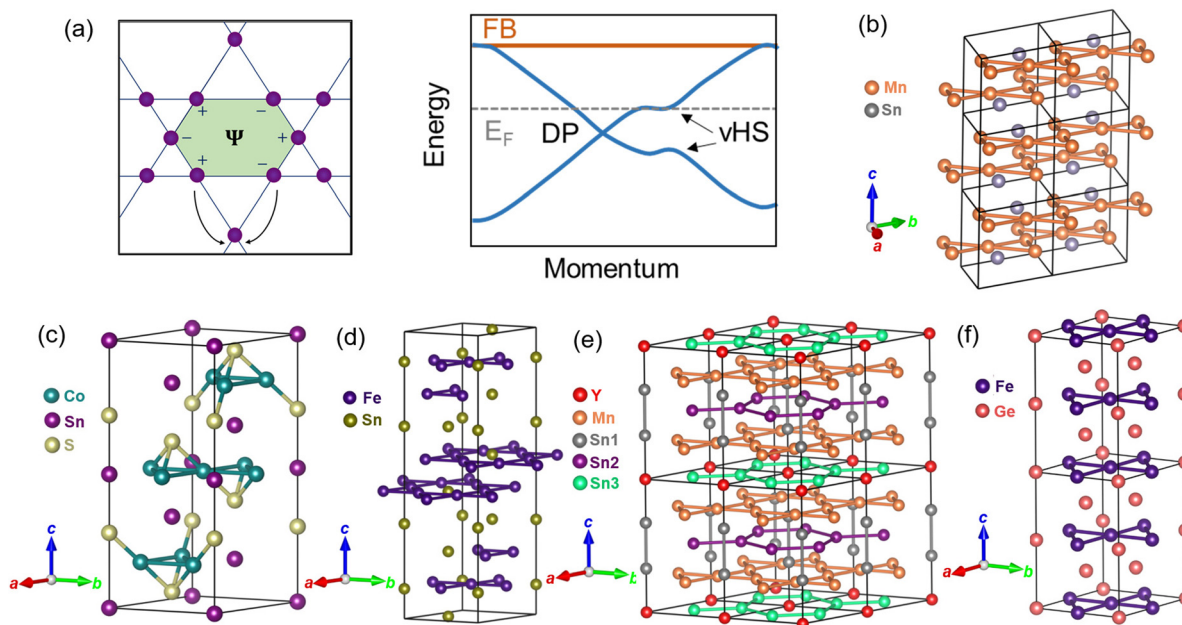 (a)
+
−
−
Ψ
+
+
−
FB
E_F
DP
vHS
Energy
Momentum
(b)
Mn
Sn
c
b
a
(c)
Co
Sn
S
c
a
b
(d)
Fe
Sn
c
a
b
(e)
Y
Mn
Sn1
Sn2
Sn3
c
a
b
(f)
Fe
Ge
c
a
b